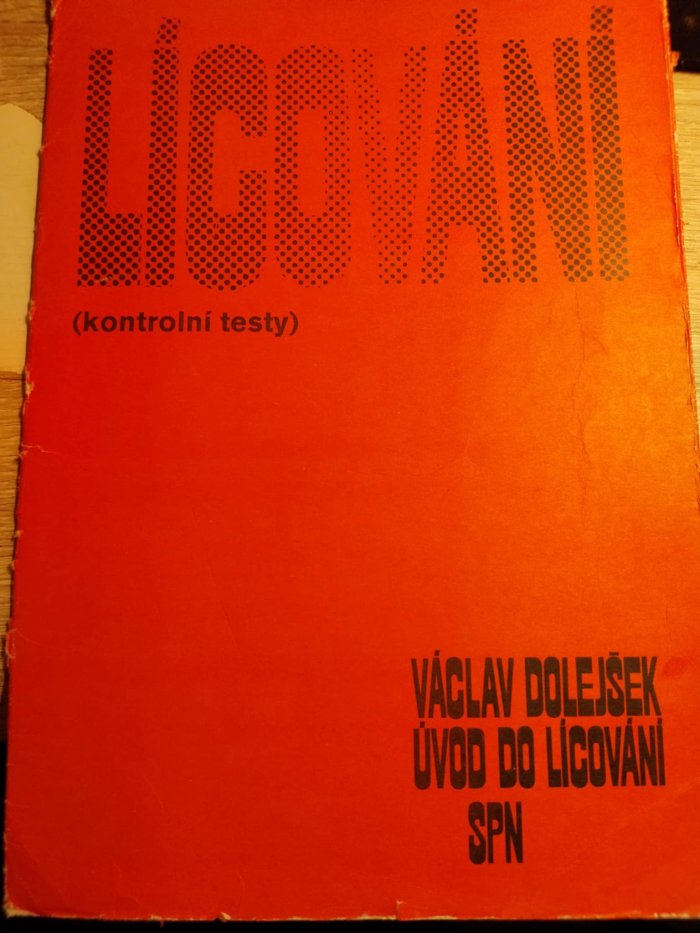 LÍCOVÁNÍ
(kontrolní testy)
VÁCLAV DOLEJŠEK
ÚVOD DO LÍCOVÁNÍ
SPN